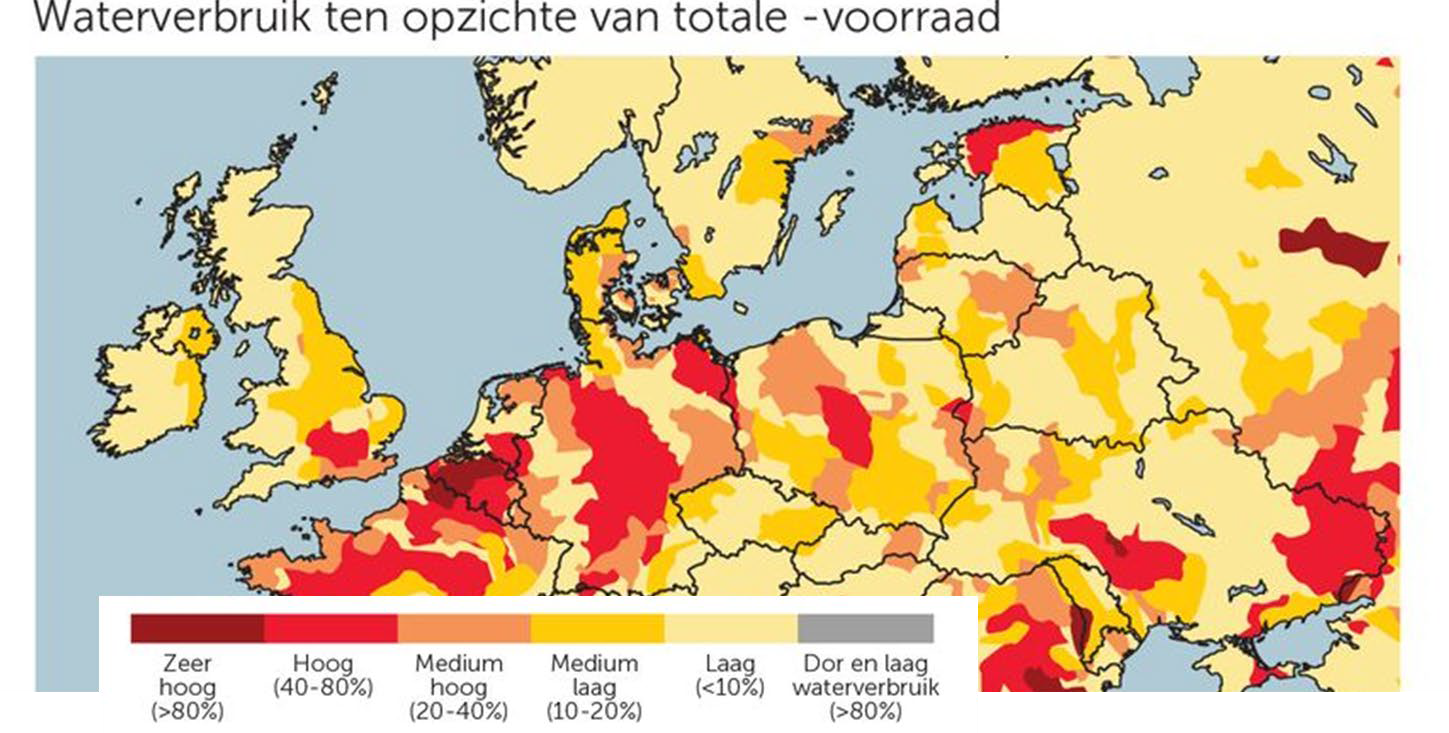 Waterverbruik ten opzichte van totale -voorraad
Zeer
hoog
(>80%)
Hoog
(40-80%)
Medium
hoog
(20-40%)
Medium
laag
(10-20%)
Laag
(<10%)
Dor en laag
waterverbruik
(>80%)